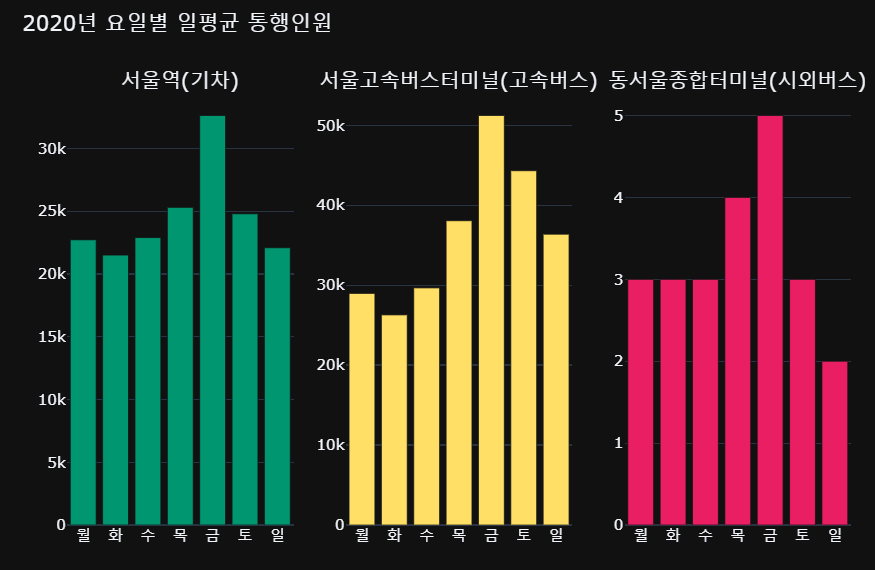 2020년 요일별 일평균 통행인원
서울역(기차)
30k
25k
20k
15k
10k
5k
0
월 화 수 목 금 토 일
서울고속버스터미널(고속버스)
50k
40k
30k
20k
10k
0
월 화 수 목 금 토 일
동서울종합터미널(시외버스)
5
4
3
2
1
0
월 화 수 목 금 토 일